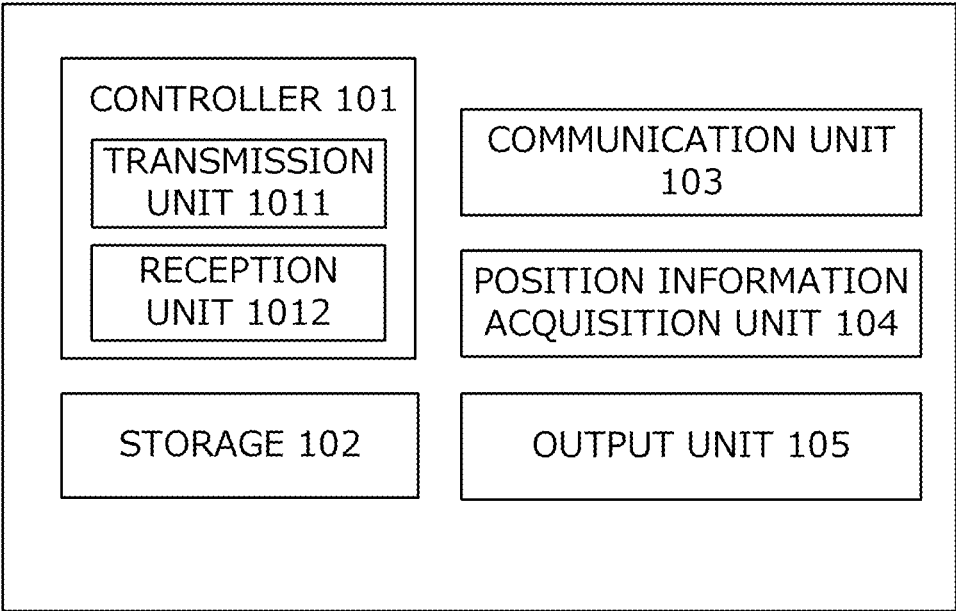 CONTROLLER 101
TRANSMISSION
UNIT 1011
RECEPTION
UNIT 1012
STORAGE 102
COMMUNICATION UNIT
103
POSITION INFORMATION
ACQUISITION UNIT 104
OUTPUT UNIT 105